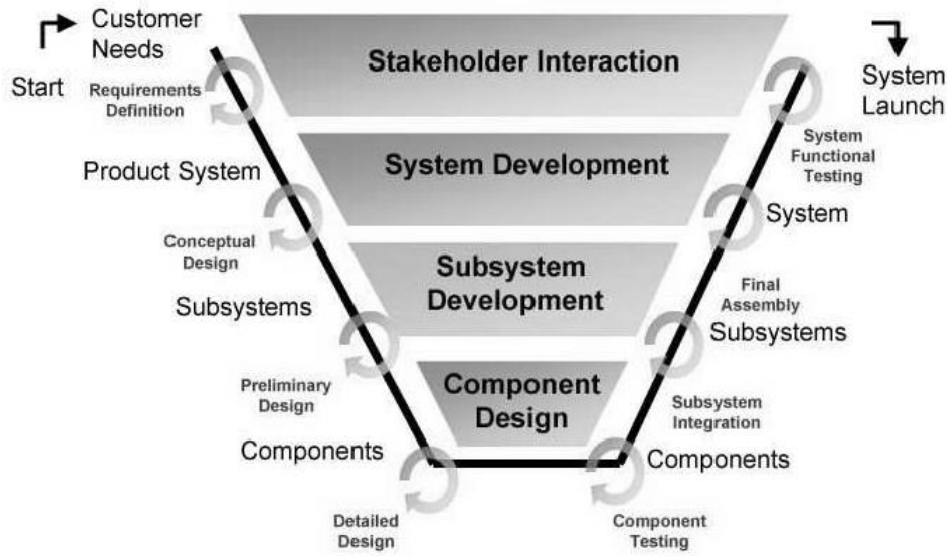 Customer
Needs
Start
Requirements
Definition
Product System
Conceptual
Design
Subsystems
Preliminary
Design
Components
Detailed
Design
Stakeholder Interaction
System Development
Subsystem
Development
Component
Design
System
Launch
System
Functional
Testing
System
Final
Assembly
Subsystems
Subsystem
Integration
Components
Component
Testing